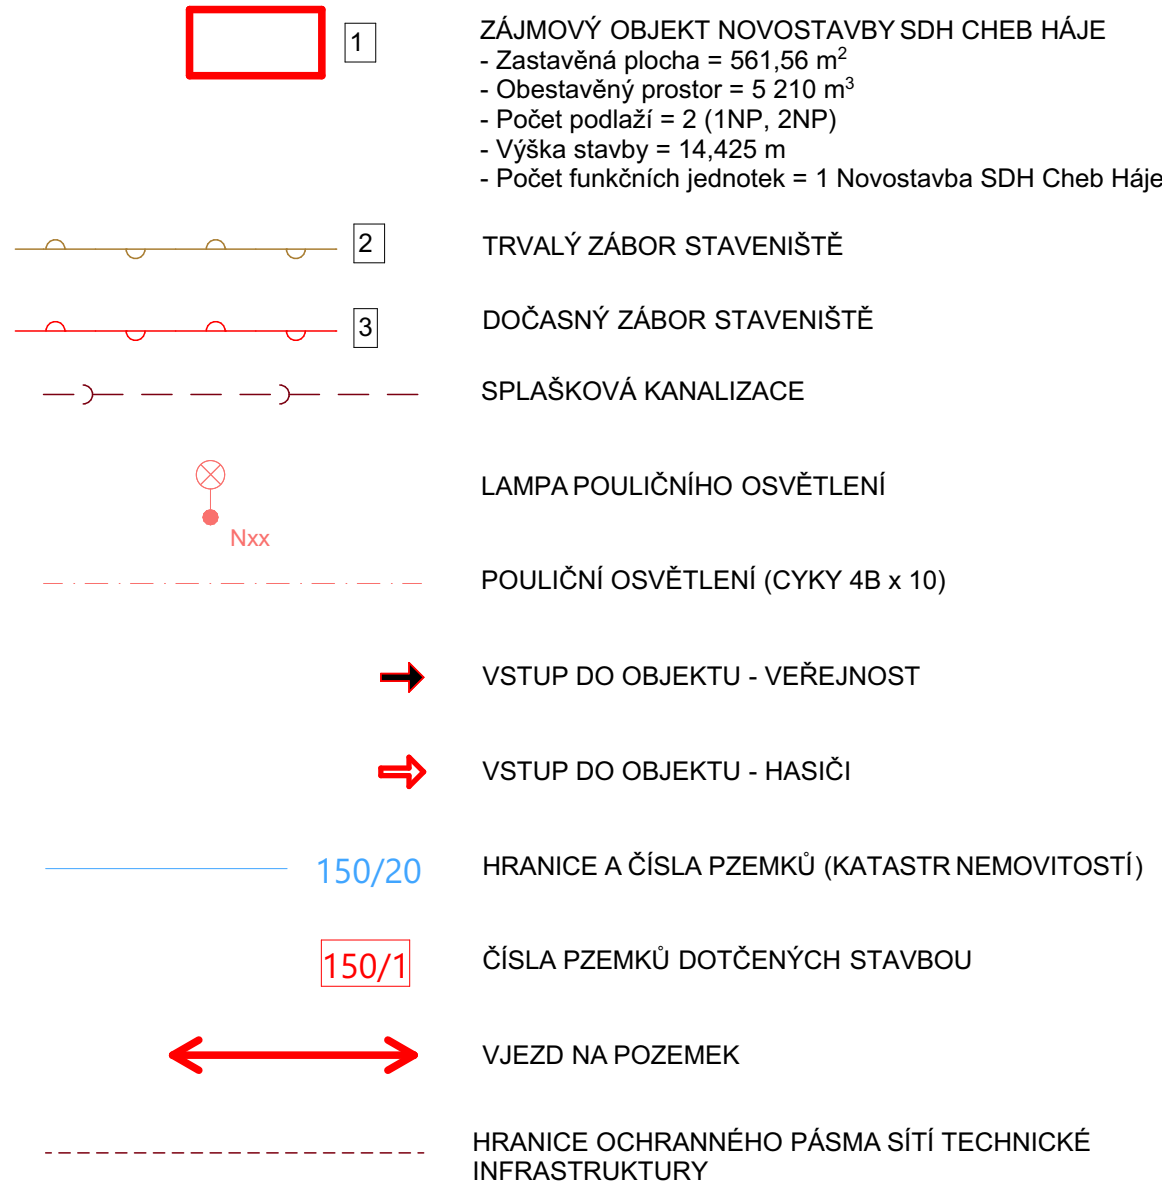 1 ZÁJMOVÝ OBJEKT NOVOSTAVBY SDH CHEB HÁJE
- Zastavěná plocha = 561,56 m²
- Obestavěný prostor = 5 210 m³
- Počet podlaží = 2 (1NP, 2NP)
- Výška stavby = 14,425 m
- Počet funkčních jednotek = 1 Novostavba SDH Cheb Háje
2 TRVALÝ ZÁBOR STAVENIŠTĚ
3 DOČASNÝ ZÁBOR STAVENIŠTĚ
SPLAŠKOVÁ KANALIZACE
LAMPA POULIČNÍHO OSVĚTLENÍ
Nxx
POULIČNÍ OSVĚTLENÍ (CYKY 4B x 10)
VSTUP DO OBJEKTU - VEŘEJNOST
VSTUP DO OBJEKTU - HASIČI
150/20 HRANICE A ČÍSLA PZEMKŮ (KATASTR NEMOVITOSTÍ)
150/1 ČÍSLA PZEMKŮ DOTČENÝCH STAVBOU
VJEZD NA POZEMEK
HRANICE OCHRANNÉHO PÁSMA SÍTÍ TECHNICKÉ
INFRASTRUKTURY